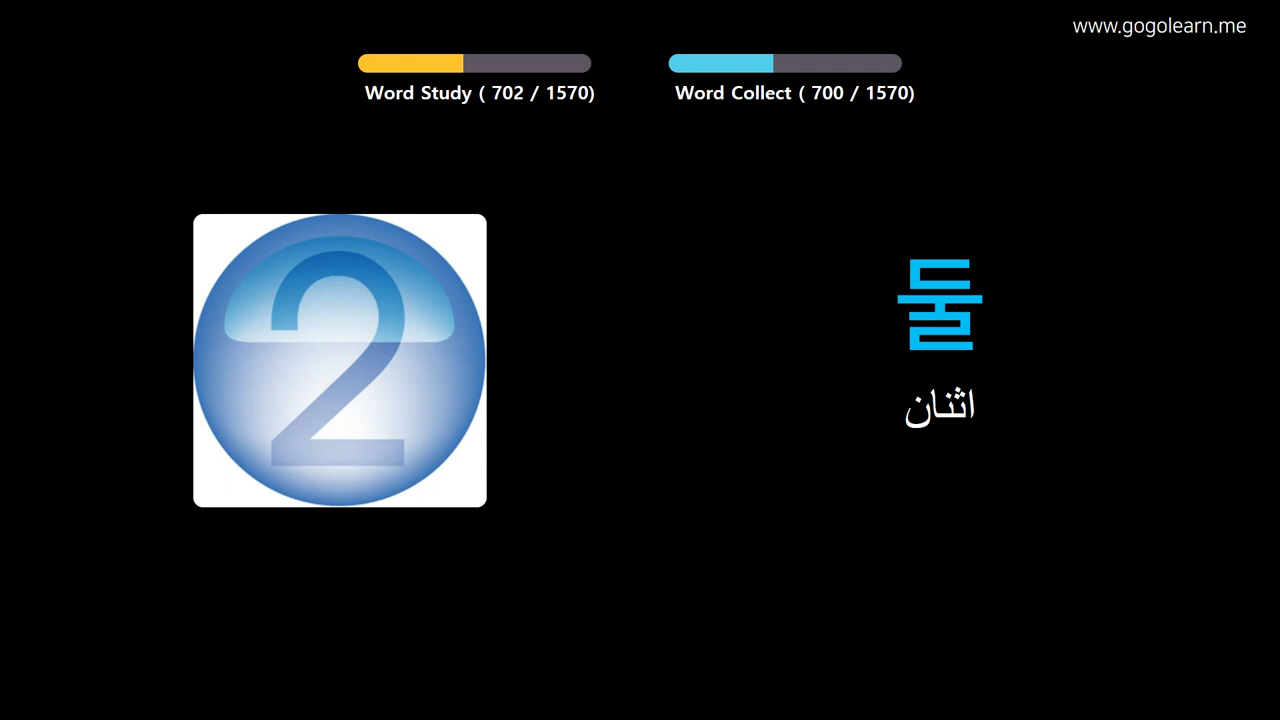 www.gogolearn.me
Word Study ( 702 / 1570)
Word Collect ( 700 / 1570)
2
둘
اثنان